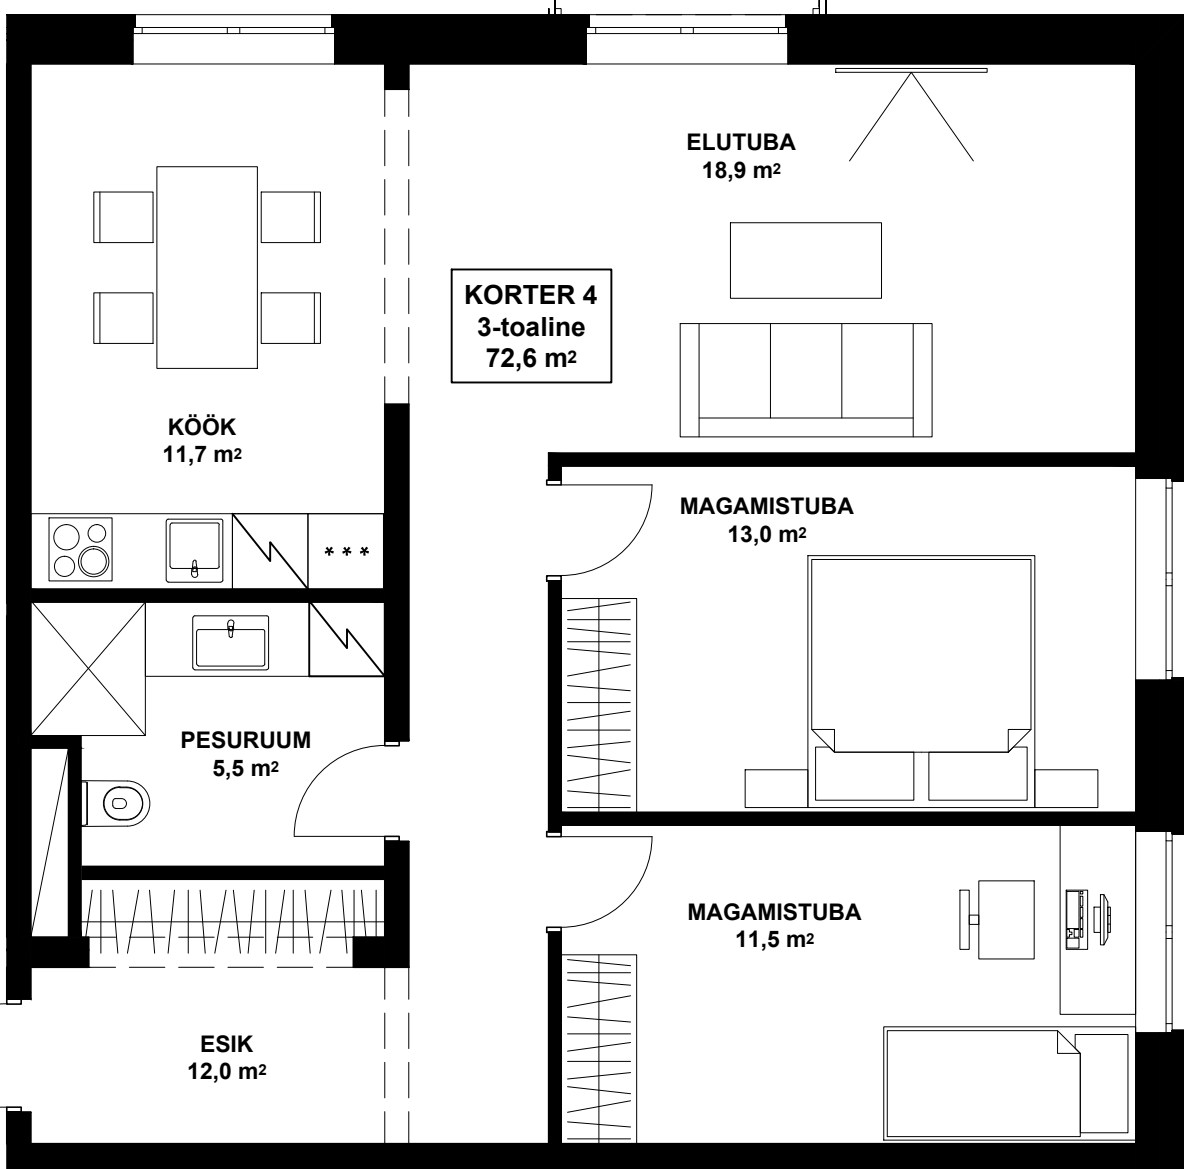 ELUTUBA
18,9 m²
KORTER 4
3-toaline
72,6 m²
KÖÖK
11,7 m²
* * *
MAGAMISTUBA
13,0 m²
PESURUUM
5,5 m²
MAGAMISTUBA
11,5 m²
ESIK
12,0 m²